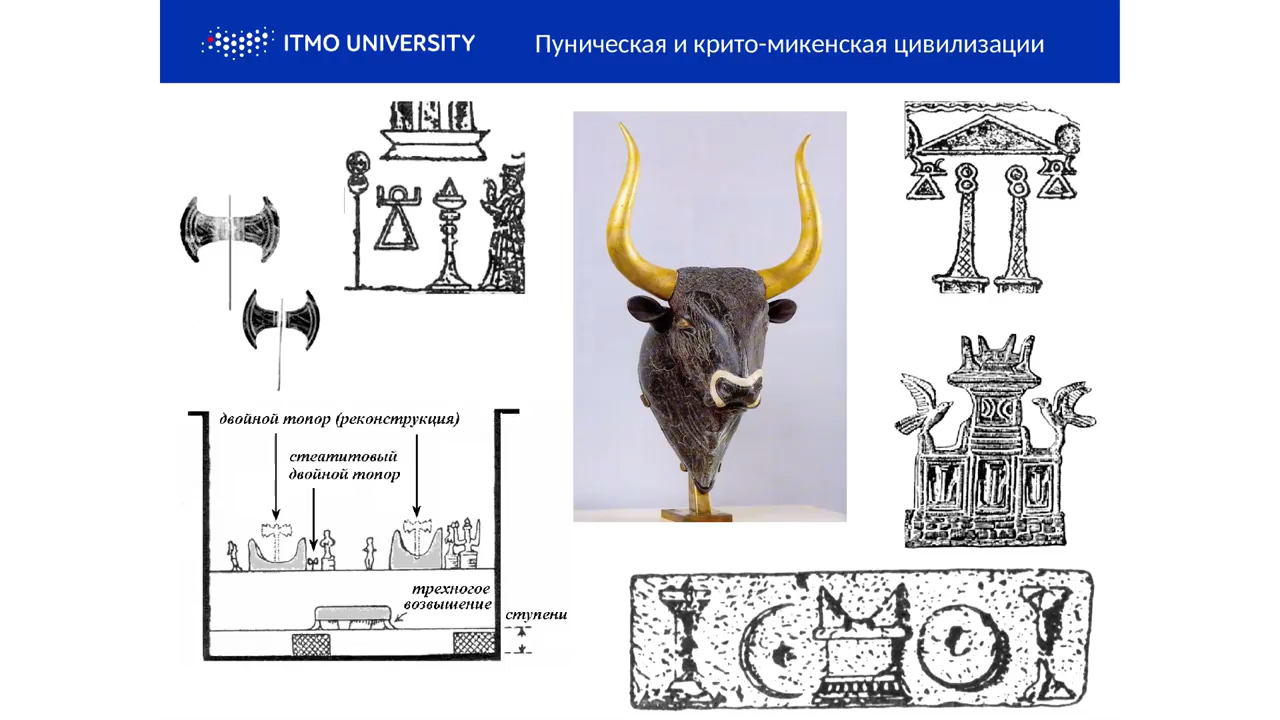 ITMO UNIVERSITY
Пуническая и крито-микенская цивилизации
двойной топор (реконструкция)
стеатитовый
двойной топор
трехногое
возвышение
ступени